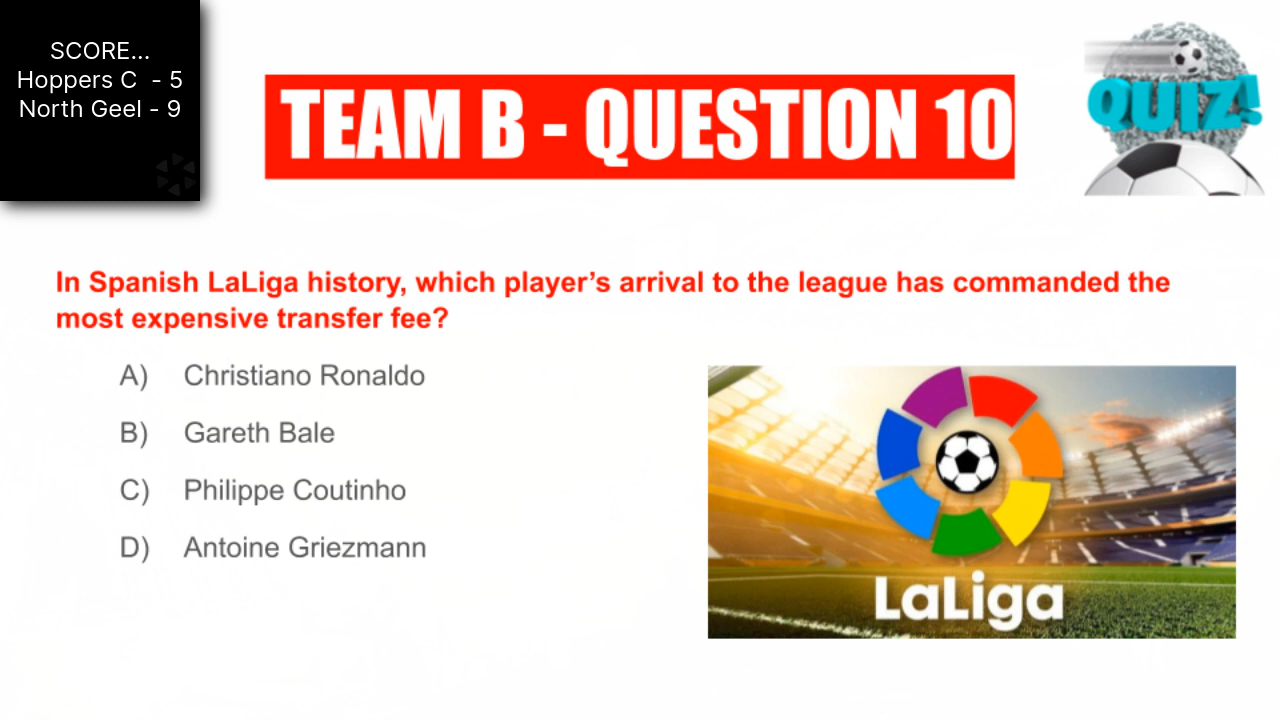 SCORE...
Hoppers C - 5
North Geel - 9
TEAM B - QUESTION 10
QUIZ!
In Spanish LaLiga history, which player’s arrival to the league has commanded the
most expensive transfer fee?
A) Christiano Ronaldo
B) Gareth Bale
C) Philippe Coutinho
D) Antoine Griezmann
LaLiga